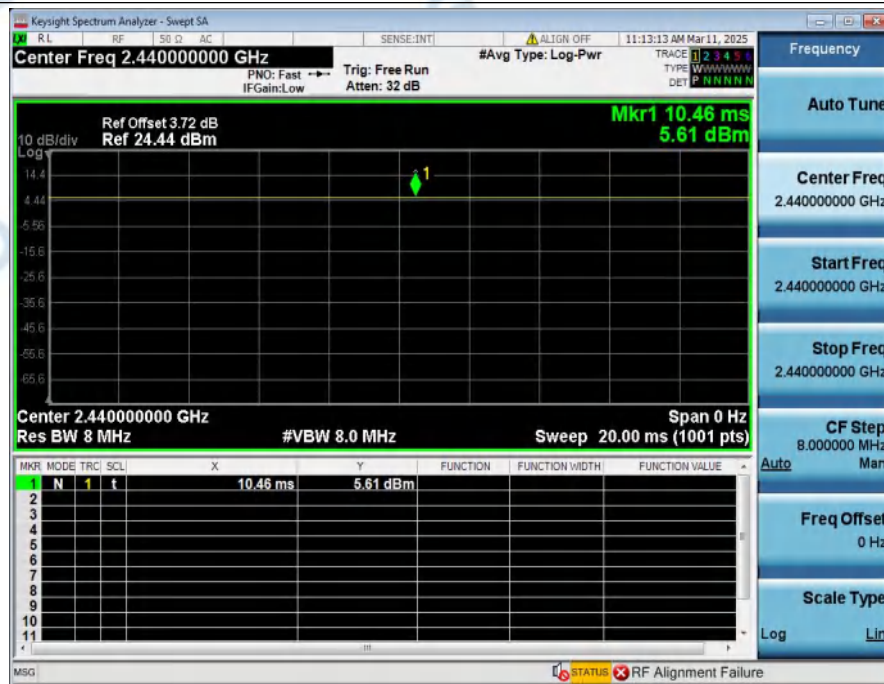 Keysight Spectrum Analyzer - Swept SA
LXI RL RF 50 Ω AC SENSE:INT ALIGN OFF 11:13:13 AM Mar 11, 2025
Center Freq 2.440000000 GHz
#Avg Type: Log-Pwr
TRACE 1 2 3 4 5 6
PNO: Fast Trig: Free Run
TYPE WWWWWW
IFGain:Low Atten: 32 dB
DET P N N N N N
Mkr1 10.46 ms
5.61 dBm
Ref Offset 3.72 dB
10 dB/div Ref 24.44 dBm
Log
1
14.4
4.44
-5.56
-15.6
-25.6
-35.6
-45.6
-55.6
-65.6
Center 2.440000000 GHz Span 0 Hz
Res BW 8 MHz #VBW 8.0 MHz Sweep 20.00 ms (1001 pts)
MKR MODE TRC SCL X Y FUNCTION FUNCTION WIDTH FUNCTION VALUE
1 N 1 t 10.46 ms 5.61 dBm
2
3
4
5
6
7
8
9
10
11
MSG STATUS RF Alignment Failure
Frequency
Auto Tune
Center Freq
2.440000000 GHz
Start Freq
2.440000000 GHz
Stop Freq
2.440000000 GHz
CF Step
8.000000 MHz
Auto Man
Freq Offset
0 Hz
Scale Type
Log Lin